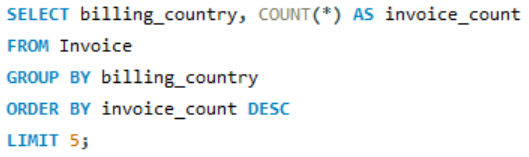 SELECT billing_country, COUNT(*) AS invoice_count
FROM Invoice
GROUP BY billing_country
ORDER BY invoice_count DESC
LIMIT 5;